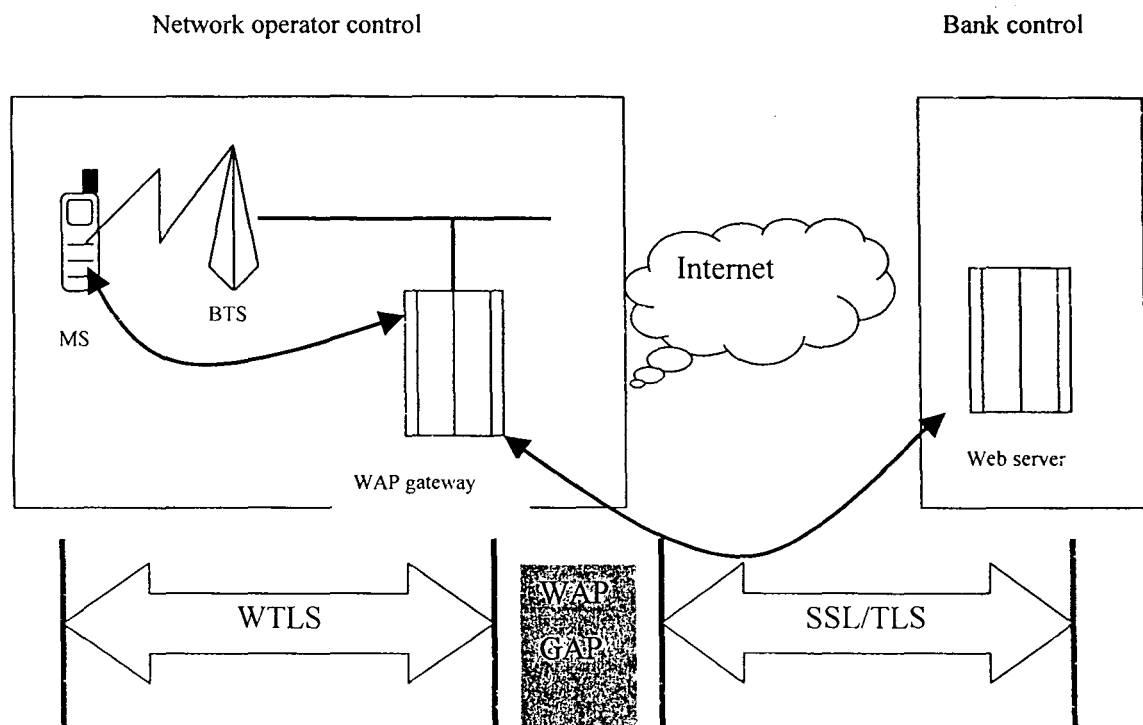 Network operator control
Bank control
Internet
BTS
MS
Web server
WAP gateway
WTLS
WAP
GAP
SSL/TLS